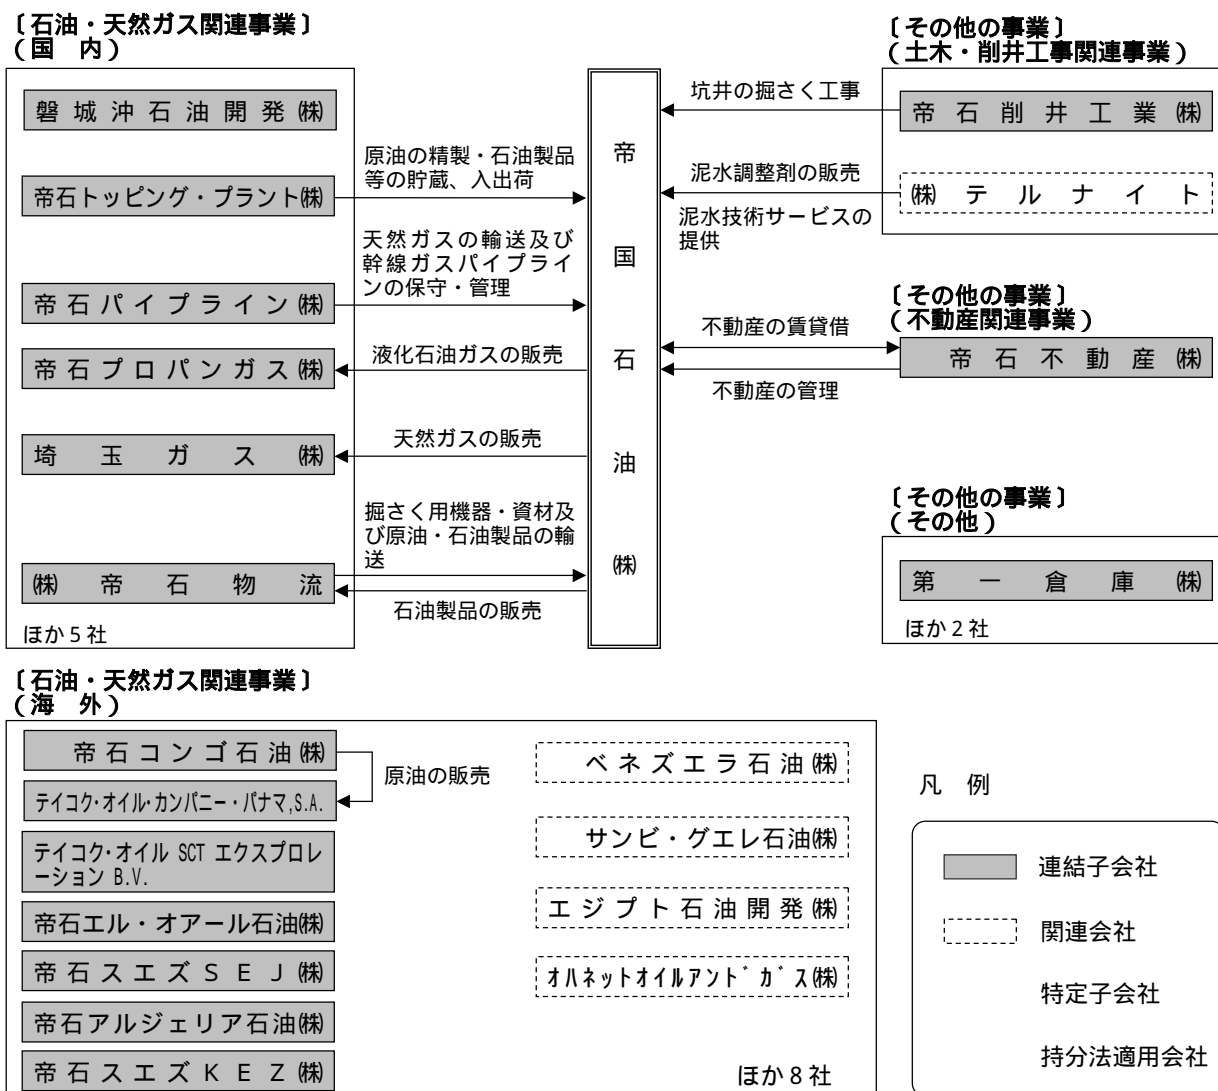 〔石油・天然ガス関連事業〕
（国　内）
磐城沖石油開発㈱
帝石トッピング・プラント㈱
帝石パイプライン㈱
帝石プロパンガス㈱
埼玉ガス㈱
㈱帝石物流
ほか5社
原油の精製・石油製品
等の貯蔵、入出荷
天然ガスの輸送及び
幹線ガスパイプライ
ンの保守・管理
液化石油ガスの販売
天然ガスの販売
掘さく用機器・資材及
び原油・石油製品の輸
送
石油製品の販売
帝国石油㈱
坑井の掘さく工事
泥水調整剤の販売
泥水技術サービスの
提供
不動産の賃貸借
不動産の管理
〔その他の事業〕
（土木・削井工事関連事業）
帝石削井工業㈱
㈱テルナイト
〔その他の事業〕
（不動産関連事業）
帝石不動産㈱
〔その他の事業〕
（その他）
第一倉庫㈱
ほか2社
〔石油・天然ガス関連事業〕
（海　外）
帝石コンゴ石油㈱
テイコク・オイル・カンパニー・パナマ,S.A.
原油の販売
テイコク・オイル SCT エクスプロレ
ーション B.V.
帝石エル・オアール石油㈱
帝石スエズＳＥＪ㈱
帝石アルジェリア石油㈱
帝石スエズＫＥＺ㈱
ベネズエラ石油㈱
サンビ・グエレ石油㈱
エジプト石油開発㈱
オハネットオイルアンドガス㈱
ほか8社
凡　例
連結子会社
関連会社
特定子会社
持分法適用会社